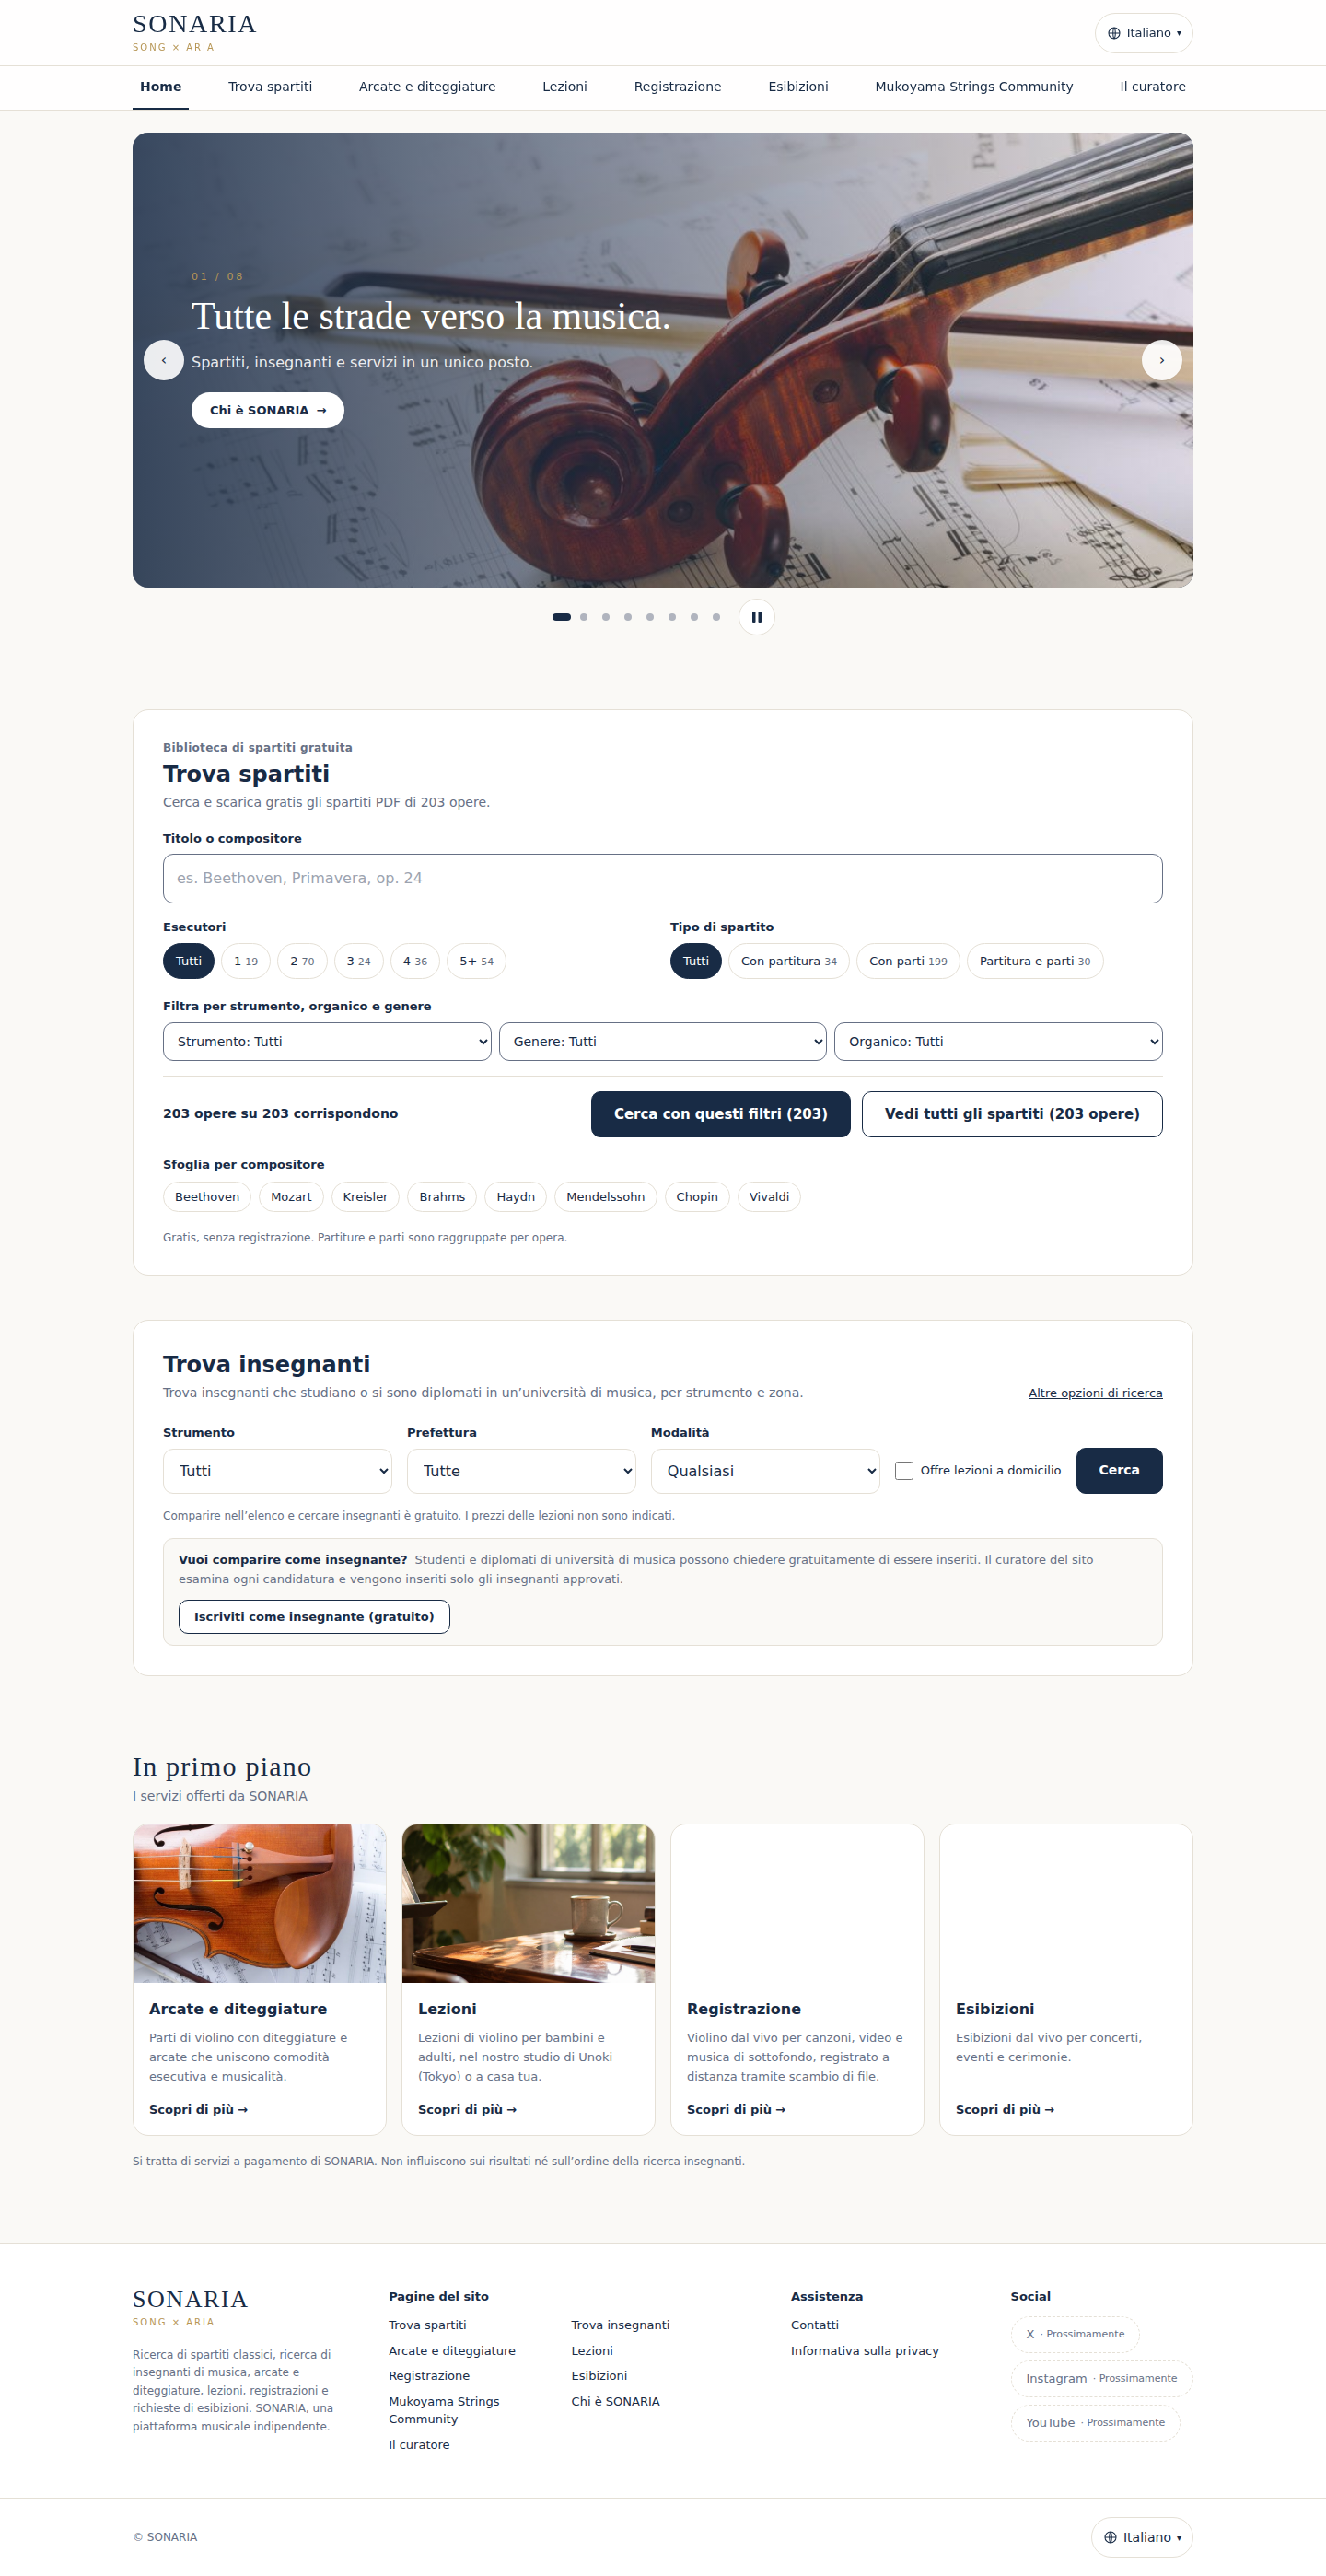 SONARIA
SONG × ARIA
Italiano ▾
Home
Trova spartiti
Arcate e diteggiature
Lezioni
Registrazione
Esibizioni
Mukoyama Strings Community
Il curatore
01 / 08
Tutte le strade verso la musica.
Spartiti, insegnanti e servizi in un unico posto.
Chi è SONARIA →
Biblioteca di spartiti gratuita
Trova spartiti
Cerca e scarica gratis gli spartiti PDF di 203 opere.
Titolo o compositore
es. Beethoven, Primavera, op. 24
Esecutori
Tutti
1 19
2 70
3 24
4 36
5+ 54
Tipo di spartito
Tutti
Con partitura 34
Con parti 199
Partitura e parti 30
Filtra per strumento, organico e genere
Strumento: Tutti
Genere: Tutti
Organico: Tutti
203 opere su 203 corrispondono
Cerca con questi filtri (203)
Vedi tutti gli spartiti (203 opere)
Sfoglia per compositore
Beethoven
Mozart
Kreisler
Brahms
Haydn
Mendelssohn
Chopin
Vivaldi
Gratis, senza registrazione. Partiture e parti sono raggruppate per opera.
Trova insegnanti
Trova insegnanti che studiano o si sono diplomati in un’università di musica, per strumento e zona.
Altre opzioni di ricerca
Strumento
Tutti
Prefettura
Tutte
Modalità
Qualsiasi
Offre lezioni a domicilio
Cerca
Comparire nell’elenco e cercare insegnanti è gratuito. I prezzi delle lezioni non sono indicati.
Vuoi comparire come insegnante? Studenti e diplomati di università di musica possono chiedere gratuitamente di essere inseriti. Il curatore del sito
esamina ogni candidatura e vengono inseriti solo gli insegnanti approvati.
Iscriviti come insegnante (gratuito)
In primo piano
I servizi offerti da SONARIA
Arcate e diteggiature
Parti di violino con diteggiature e
arcate che uniscono comodità
esecutiva e musicalità.
Scopri di più →
Lezioni
Lezioni di violino per bambini e
adulti, nel nostro studio di Unoki
(Tokyo) o a casa tua.
Scopri di più →
Registrazione
Violino dal vivo per canzoni, video e
musica di sottofondo, registrato a
distanza tramite scambio di file.
Scopri di più →
Esibizioni
Esibizioni dal vivo per concerti,
eventi e cerimonie.
Scopri di più →
Si tratta di servizi a pagamento di SONARIA. Non influiscono sui risultati né sull’ordine della ricerca insegnanti.
SONARIA
SONG × ARIA
Ricerca di spartiti classici, ricerca di
insegnanti di musica, arcate e
diteggiature, lezioni, registrazioni e
richieste di esibizioni. SONARIA, una
piattaforma musicale indipendente.
Pagine del sito
Trova spartiti
Arcate e diteggiature
Registrazione
Mukoyama Strings
Community
Il curatore
Trova insegnanti
Lezioni
Esibizioni
Chi è SONARIA
Assistenza
Contatti
Informativa sulla privacy
Social
X · Prossimamente
Instagram · Prossimamente
YouTube · Prossimamente
© SONARIA
Italiano ▾